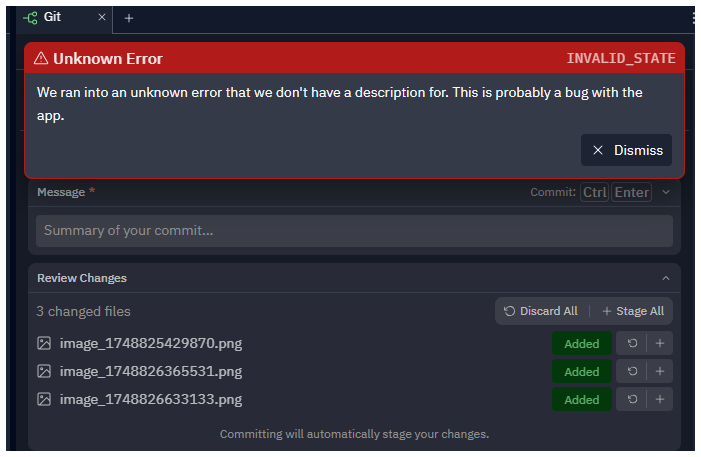 Git
Unknown Error INVALID_STATE
We ran into an unknown error that we don't have a description for. This is probably a bug with the
app.
Dismiss
Message * Commit: Ctrl Enter
Summary of your commit...
Review Changes
3 changed files Discard All Stage All
image_1748825429870.png Added
image_1748826365531.png Added
image_1748826633133.png Added
Committing will automatically stage your changes.